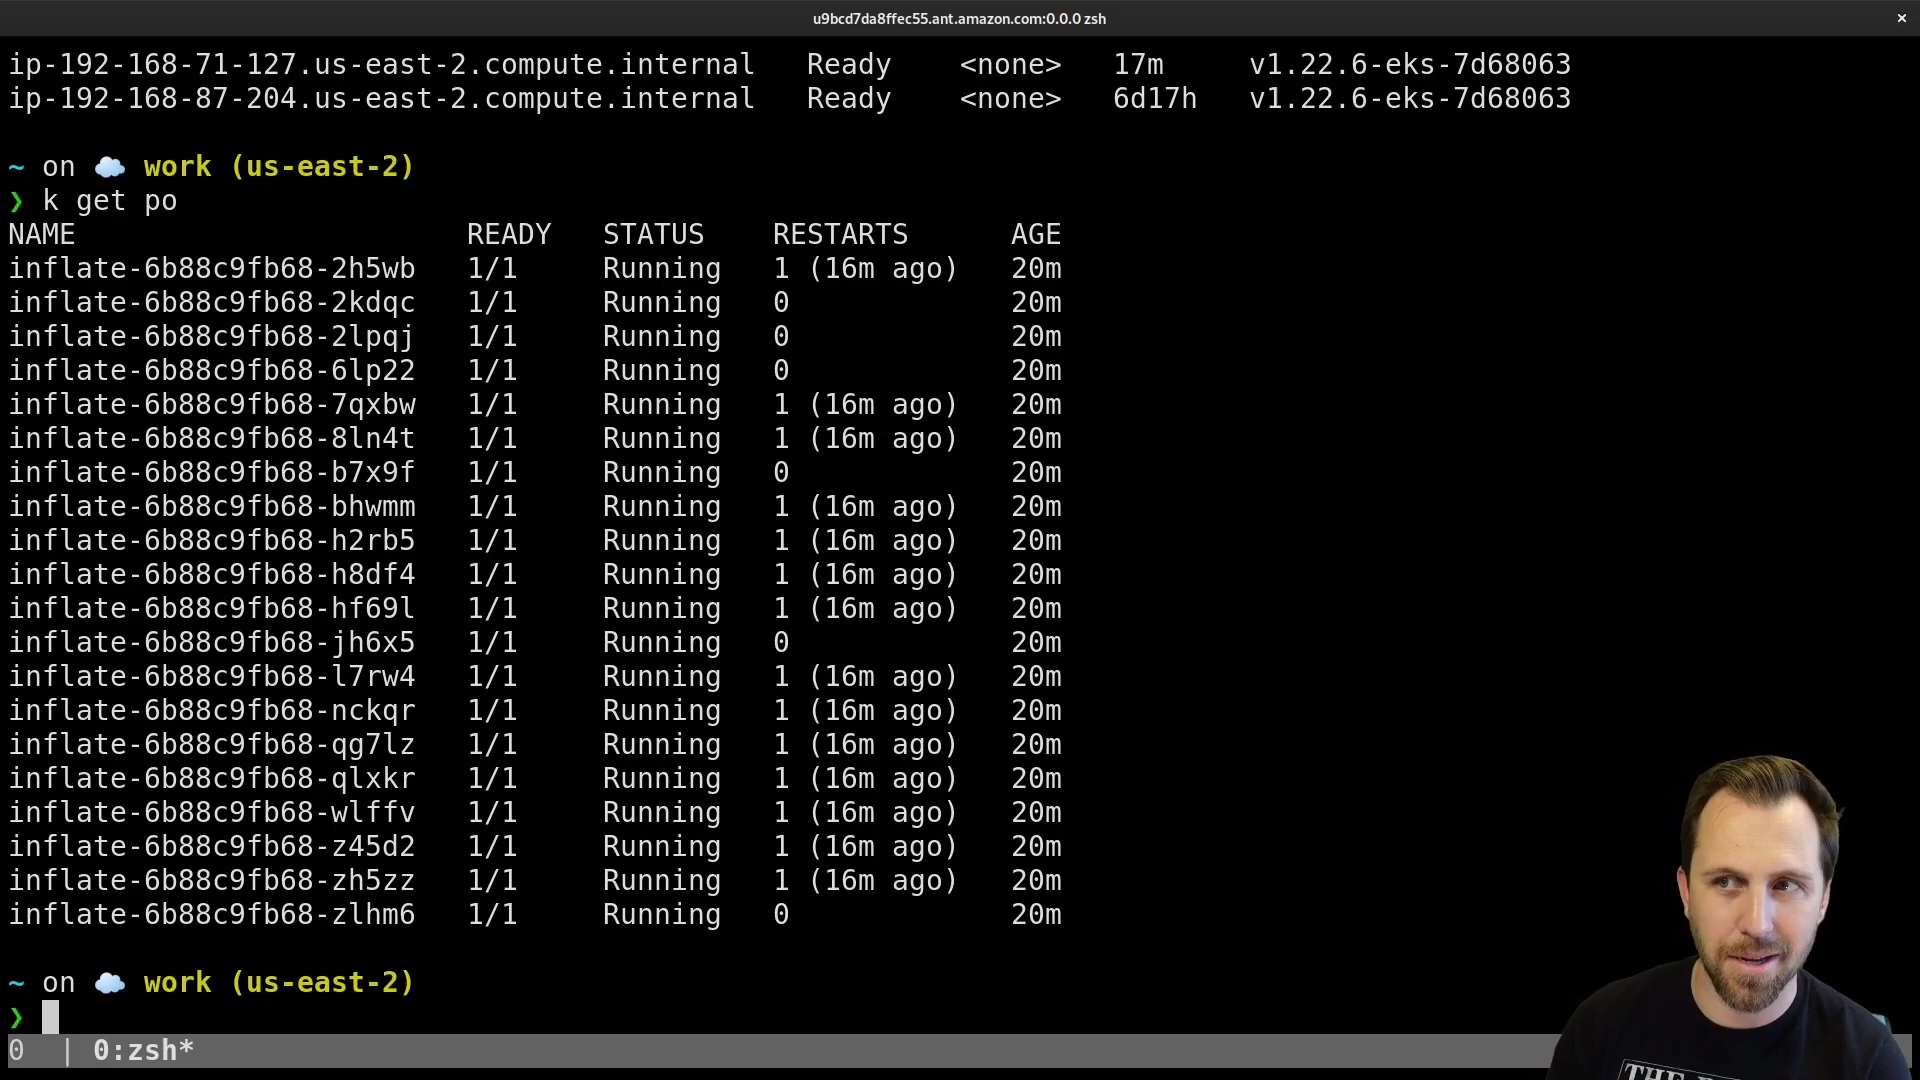 u9bcd7da8ffec55.ant.amazon.com:0.0.0 zsh ×
ip-192-168-71-127.us-east-2.compute.internal Ready <none> 17m v1.22.6-eks-7d68063
ip-192-168-87-204.us-east-2.compute.internal Ready <none> 6d17h v1.22.6-eks-7d68063
~ on ☁️ work (us-east-2)
❯ k get po
NAME READY STATUS RESTARTS AGE
inflate-6b88c9fb68-2h5wb 1/1 Running 1 (16m ago) 20m
inflate-6b88c9fb68-2kdqc 1/1 Running 0 20m
inflate-6b88c9fb68-2lpqj 1/1 Running 0 20m
inflate-6b88c9fb68-6lp22 1/1 Running 0 20m
inflate-6b88c9fb68-7qxbw 1/1 Running 1 (16m ago) 20m
inflate-6b88c9fb68-8ln4t 1/1 Running 1 (16m ago) 20m
inflate-6b88c9fb68-b7x9f 1/1 Running 0 20m
inflate-6b88c9fb68-bhwmm 1/1 Running 1 (16m ago) 20m
inflate-6b88c9fb68-h2rb5 1/1 Running 1 (16m ago) 20m
inflate-6b88c9fb68-h8df4 1/1 Running 1 (16m ago) 20m
inflate-6b88c9fb68-hf69l 1/1 Running 1 (16m ago) 20m
inflate-6b88c9fb68-jh6x5 1/1 Running 0 20m
inflate-6b88c9fb68-l7rw4 1/1 Running 1 (16m ago) 20m
inflate-6b88c9fb68-nckqr 1/1 Running 1 (16m ago) 20m
inflate-6b88c9fb68-qg7lz 1/1 Running 1 (16m ago) 20m
inflate-6b88c9fb68-qlxkr 1/1 Running 1 (16m ago) 20m
inflate-6b88c9fb68-wlffv 1/1 Running 1 (16m ago) 20m
inflate-6b88c9fb68-z45d2 1/1 Running 1 (16m ago) 20m
inflate-6b88c9fb68-zh5zz 1/1 Running 1 (16m ago) 20m
inflate-6b88c9fb68-zlhm6 1/1 Running 0 20m
~ on ☁️ work (us-east-2)
❯
0 | 0:zsh*
THE